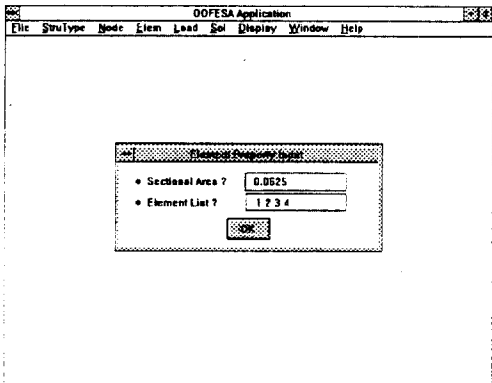 OOFESA Application
File StruType Node Elem Load Sol Display Window Help
Element Property Input
• Sectional Area ? 0.0625
• Element List ? 1 2 3 4
OK